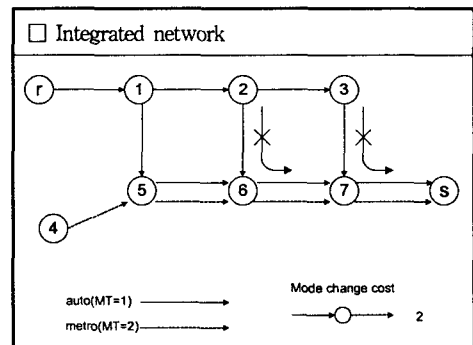 □ Integrated network
r 1 2 3
5 6 7 s
4
Mode change cost
auto(MT=1)
2
metro(MT=2)